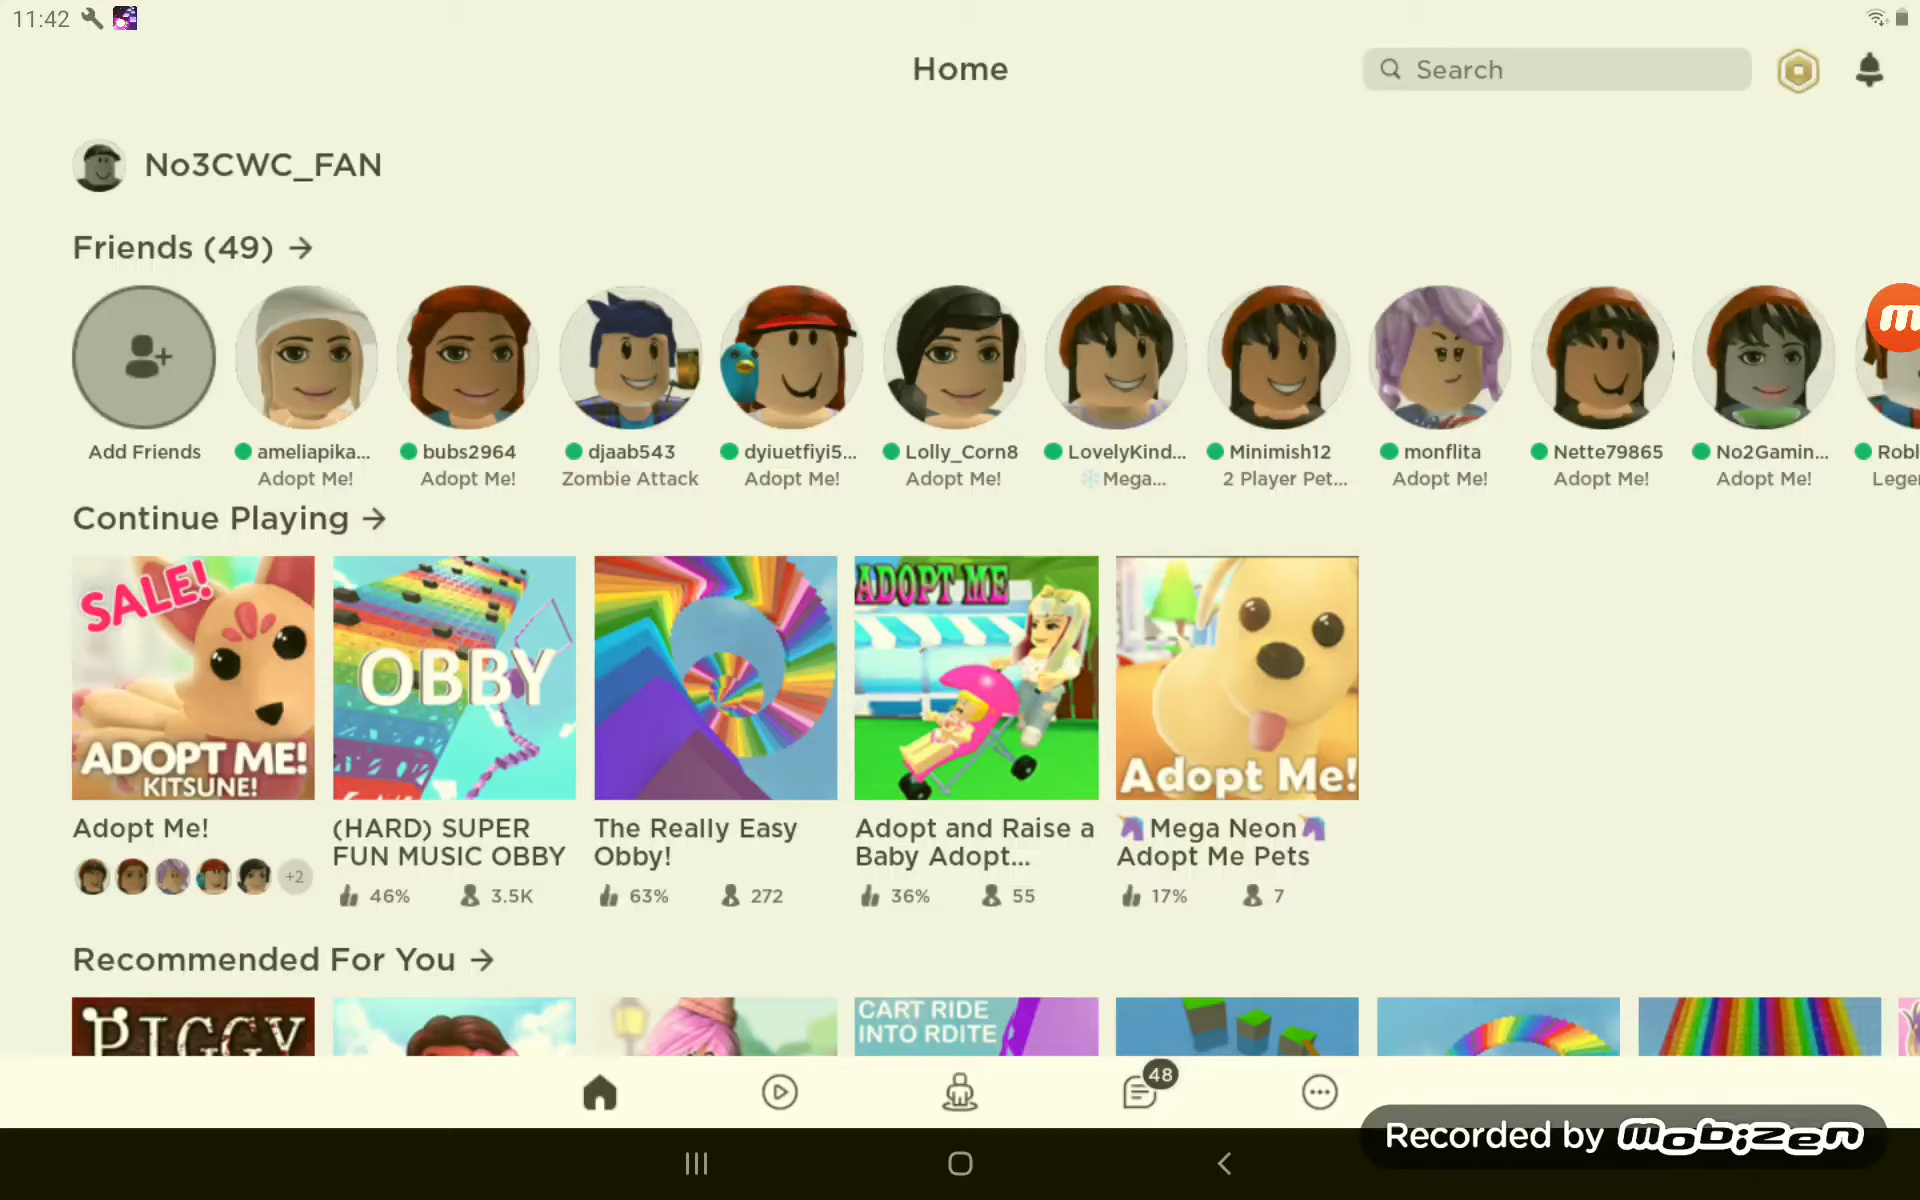 11:42
Home
Search
No3CWC_FAN
Friends (49) →
Add Friends
ameliapika...
Adopt Me!
bubs2964
Adopt Me!
djaab543
Zombie Attack
dyiuetfiyi5...
Adopt Me!
Lolly_Corn8
Adopt Me!
LovelyKind...
❄️Mega...
Minimish12
2 Player Pet...
monflita
Adopt Me!
Nette79865
Adopt Me!
No2Gamin...
Adopt Me!
Robl
Leger
Continue Playing →
SALE!
ADOPT ME!
KITSUNE!
OBBY
ADOPT ME
Adopt Me!
Adopt Me!
+2
(HARD) SUPER
FUN MUSIC OBBY
46% 3.5K
The Really Easy
Obby!
63% 272
Adopt and Raise a
Baby Adopt...
36% 55
🦄Mega Neon🦄
Adopt Me Pets
17% 7
Recommended For You →
PIGGY
CART RIDE
INTO RDITE
48
Recorded by mobizen